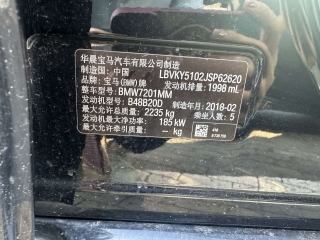 华晨宝马汽车有限公司制造
制造国: 中国 LBVKY5102JSP62620
品牌: 宝马(BMW)牌 发动机排量: 1998 mL
整车型号: BMW7201MM
发动机型号: B48B20D 制造年月: 2018-02
最大允许总质量: 2235 kg 乘坐人数: 5
发动机最大净功率: 185 kW
最大允许牵引质量: — kg